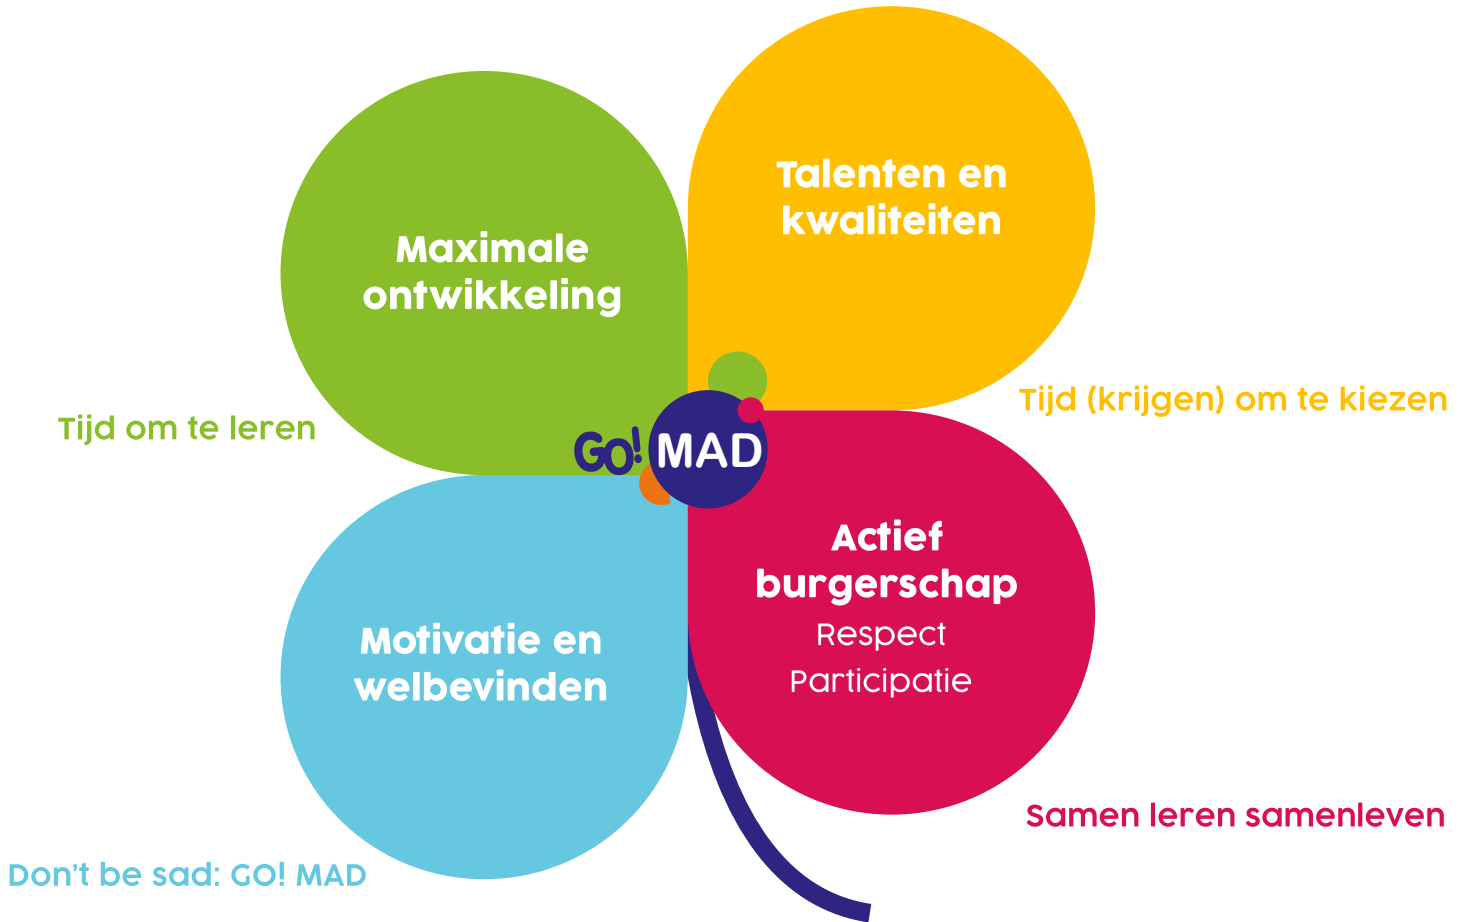 Talenten en
kwaliteiten
Maximale
ontwikkeling
Tijd (krijgen) om te kiezen
Tijd om te leren
GO! MAD
Actief
burgerschap
Respect
Participatie
Motivatie en
welbevinden
Samen leren samenleven
Don't be sad: GO! MAD